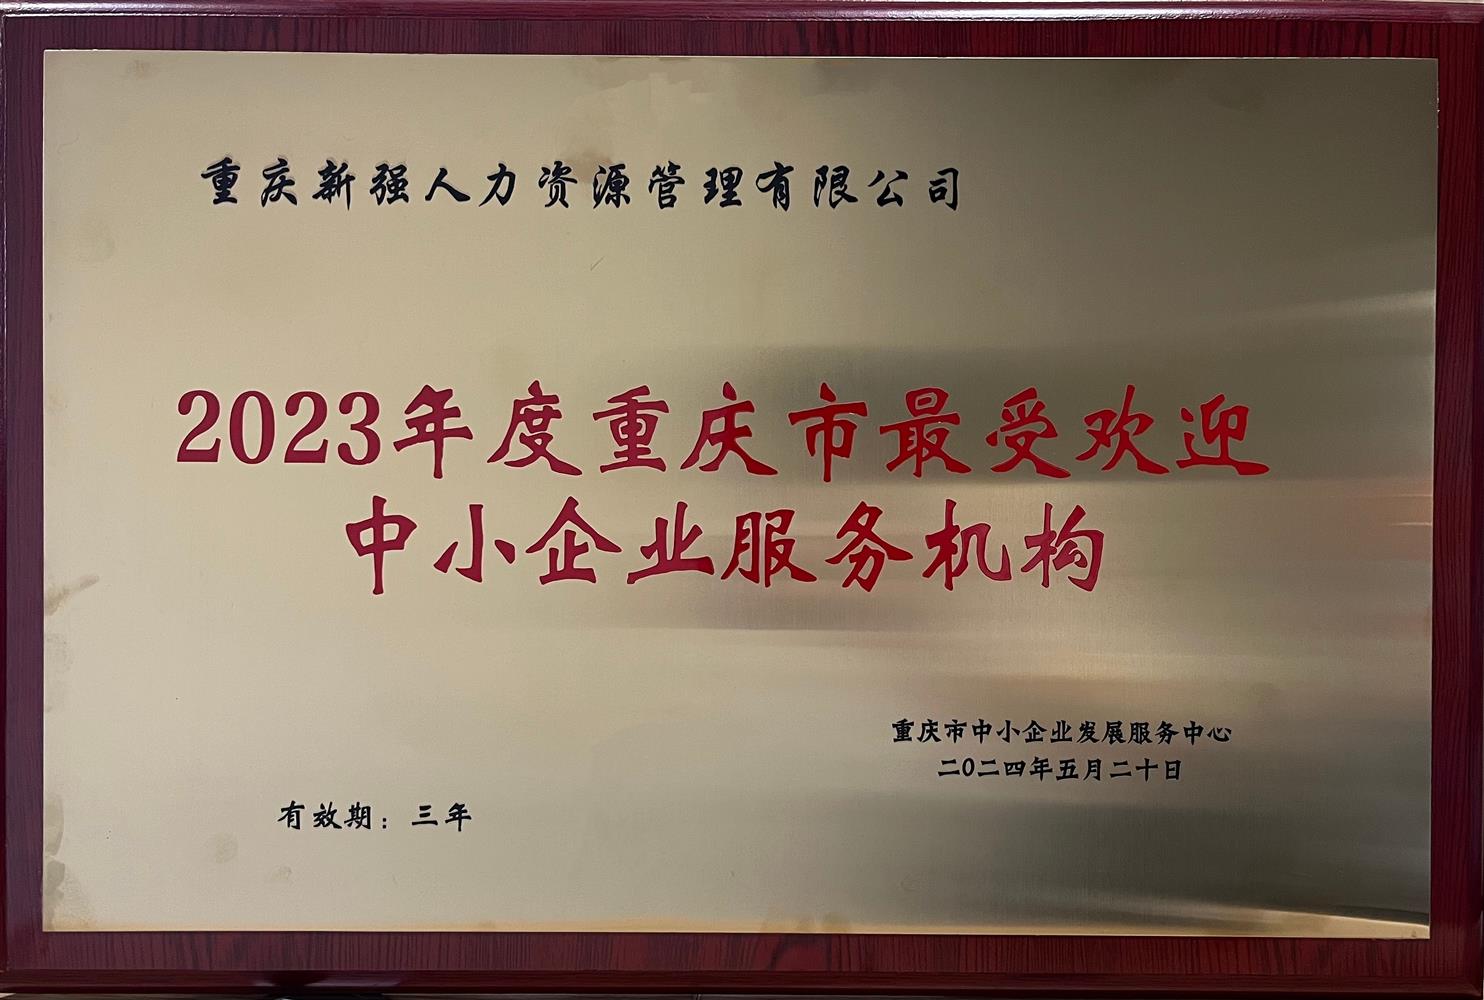 重庆新强人力资源管理有限公司
2023年度重庆市最受欢迎
中小企业服务机构
重庆市中小企业发展服务中心
二〇二四年五月二十日
有效期：三年